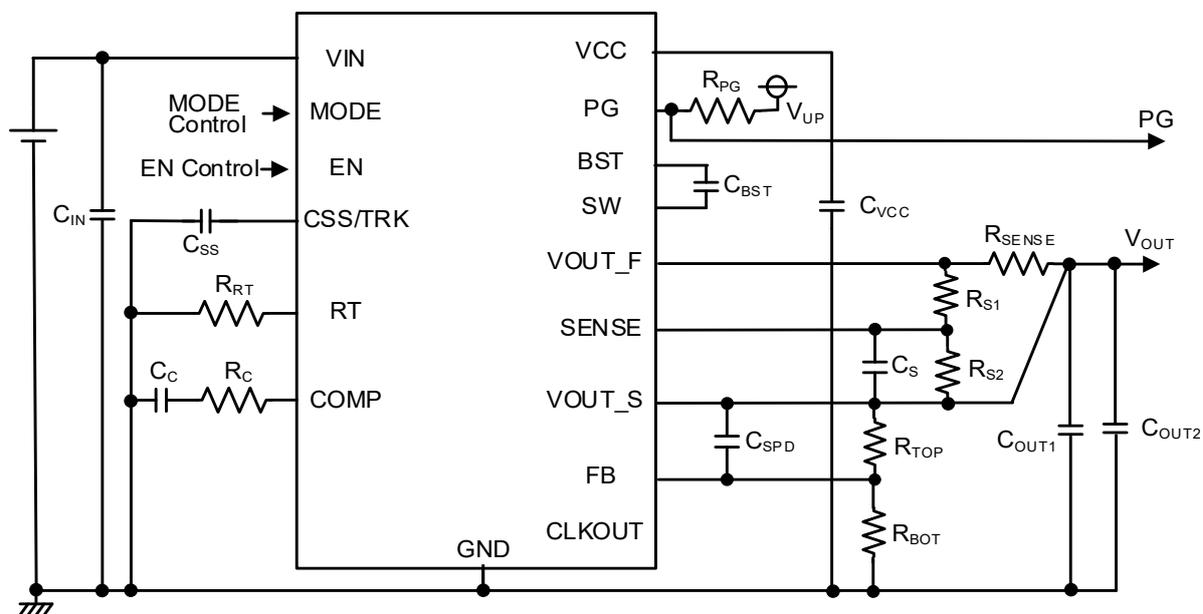 VIN
VCC
MODE Control
MODE
PG
RPG
VUP
PG
EN Control
EN
BST
SW
CBST
CIN
CSS
CSS/TRK
CVCC
VOUT_F
RSENSE
VOUT
RRT
RT
RS1
SENSE
CS
RS2
CC
RC
COMP
VOUT_S
CSPD
RTOP
COUT1
COUT2
FB
CLKOUT
RBOT
GND